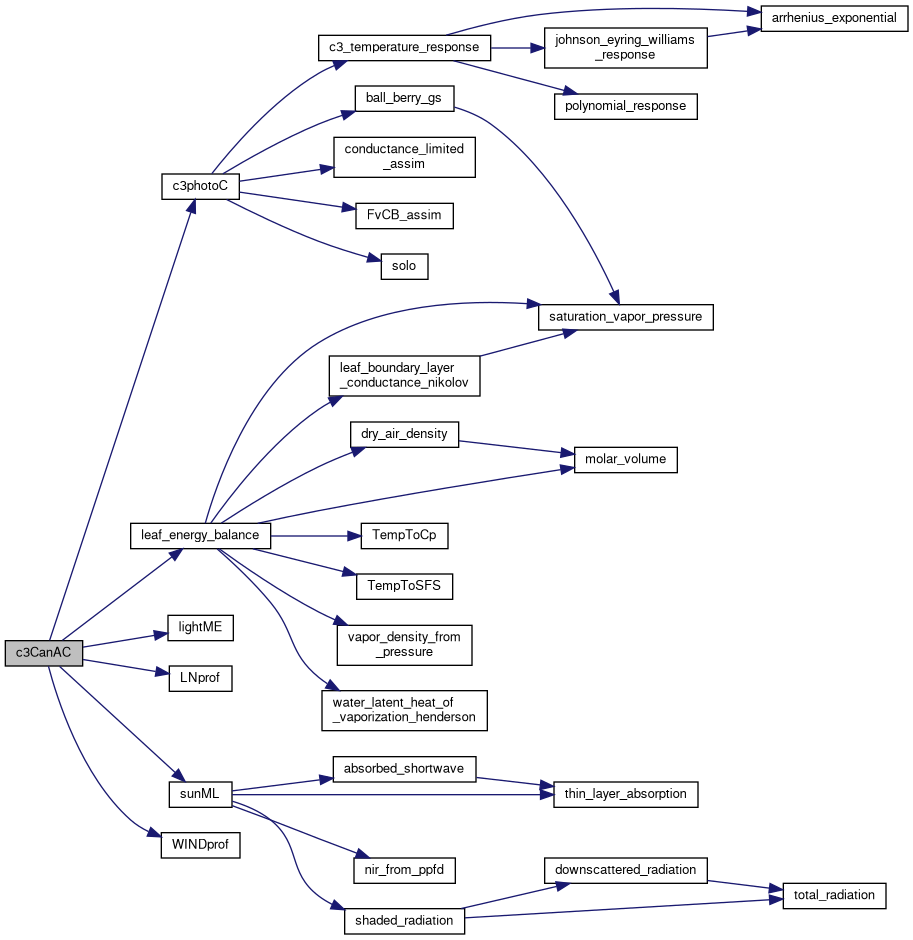 arrhenius_exponential
c3_temperature_response
johnson_eyring_williams
_response
polynomial_response
ball_berry_gs
conductance_limited
_assim
c3photoC
FvCB_assim
solo
saturation_vapor_pressure
leaf_boundary_layer
_conductance_nikolov
dry_air_density
molar_volume
leaf_energy_balance
TempToCp
TempToSFS
lightME
vapor_density_from
_pressure
c3CanAC
LNprof
water_latent_heat_of
_vaporization_henderson
absorbed_shortwave
sunML
thin_layer_absorption
WINDprof
nir_from_ppfd
downscattered_radiation
total_radiation
shaded_radiation